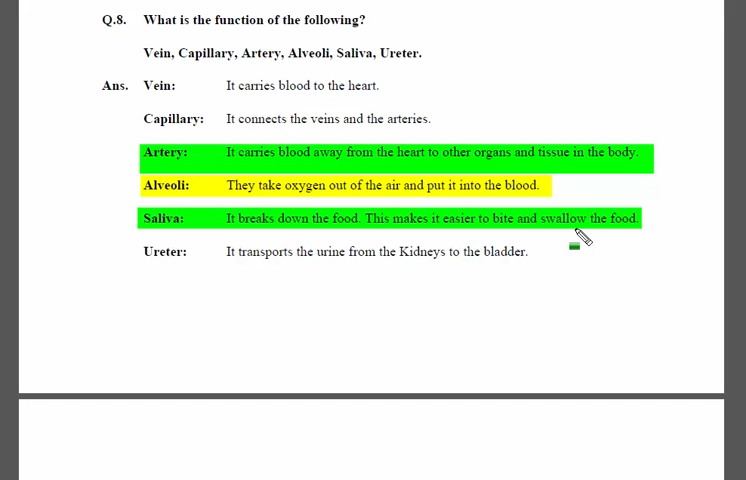 Q.8. What is the function of the following?
Vein, Capillary, Artery, Alveoli, Saliva, Ureter.
Ans. Vein: It carries blood to the heart.
Capillary: It connects the veins and the arteries.
Artery: It carries blood away from the heart to other organs and tissue in the body.
Alveoli: They take oxygen out of the air and put it into the blood.
Saliva: It breaks down the food. This makes it easier to bite and swallow the food.
Ureter: It transports the urine from the Kidneys to the bladder.